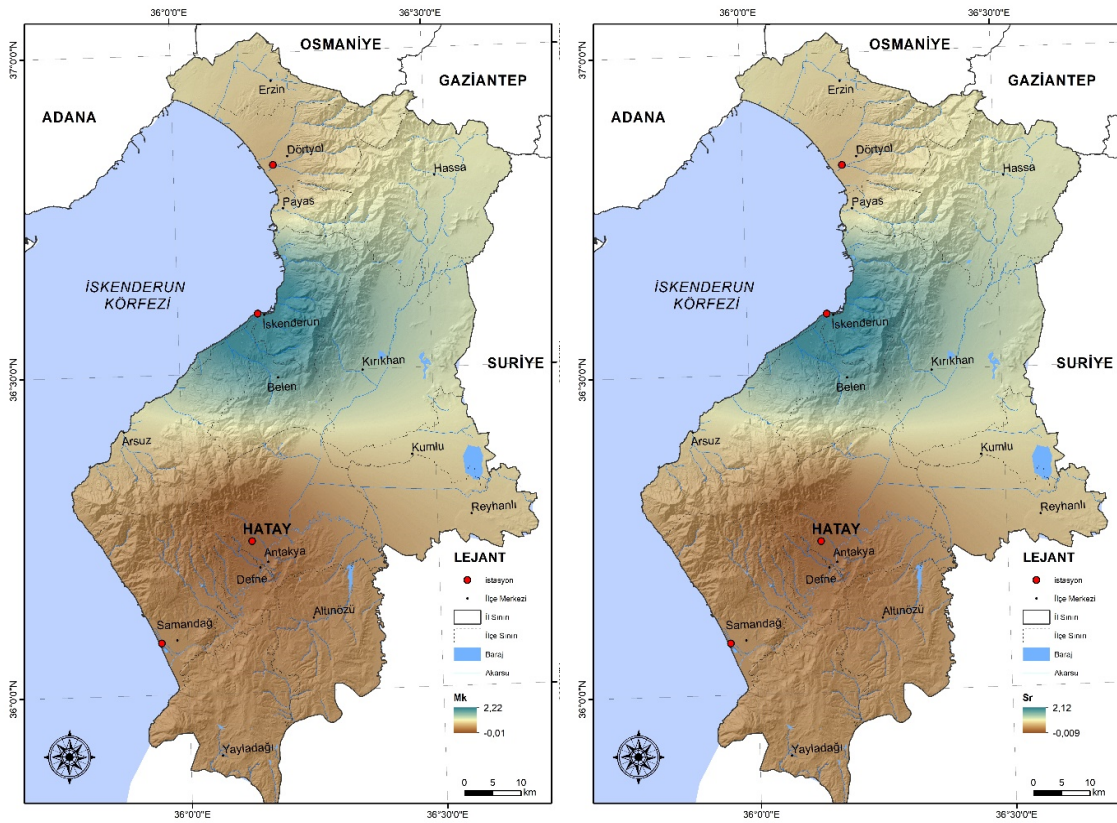 36°0'0"E
36°30'0"E
OSMANİYE
GAZİANTEP
ADANA
37°0'0"N
Erzin
Dörtyol
Hassa
Payas
İSKENDERUN
KÖRFEZİ
İskenderun
SURİYE
Kırıkhan
Belen
36°30'0"N
Arsuz
Kumlu
Reyhanlı
HATAY
Antakya
Defne
Altınözü
Samandağ
Yayladağı
36°0'0"N
LEJANT
istasyon
İlçe Merkezi
İl Sınırı
İlçe Sınırı
Baraj
Akarsu
Mk
2,22
-0,01
0 5 10
km
36°0'0"E
36°30'0"E
36°0'0"E
36°30'0"E
OSMANİYE
GAZİANTEP
ADANA
37°0'0"N
Erzin
Dörtyol
Hassa
Payas
İSKENDERUN
KÖRFEZİ
İskenderun
SURİYE
Kırıkhan
Belen
36°30'0"N
Arsuz
Kumlu
Reyhanlı
HATAY
Antakya
Defne
Altınözü
Samandağ
Yayladağı
36°0'0"N
LEJANT
istasyon
İlçe Merkezi
İl Sınırı
İlçe Sınırı
Baraj
Akarsu
Sr
2,12
-0,009
0 5 10
km
36°0'0"E
36°30'0"E